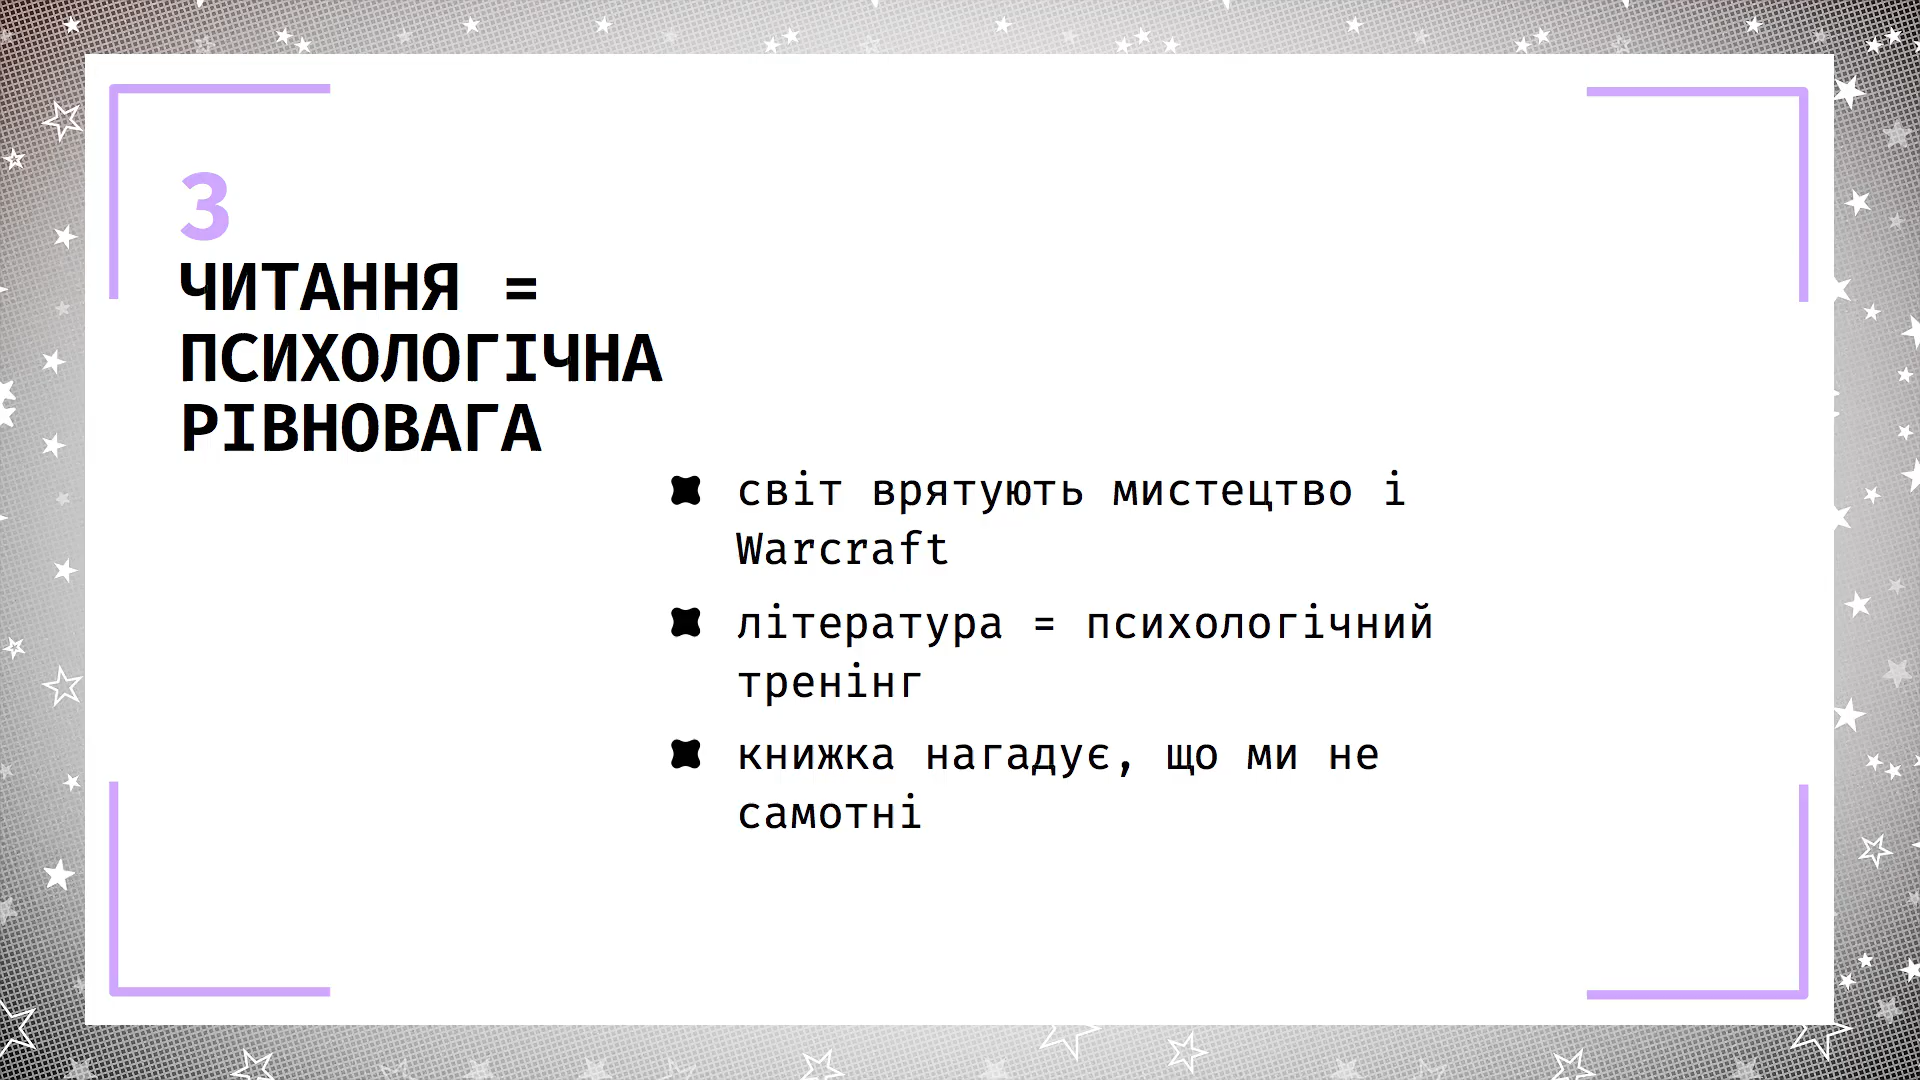 3
ЧИТАННЯ =
ПСИХОЛОГІЧНА
РІВНОВАГА
світ врятують мистецтво і
Warcraft
література = психологічний
тренінг
книжка нагадує, що ми не
самотні